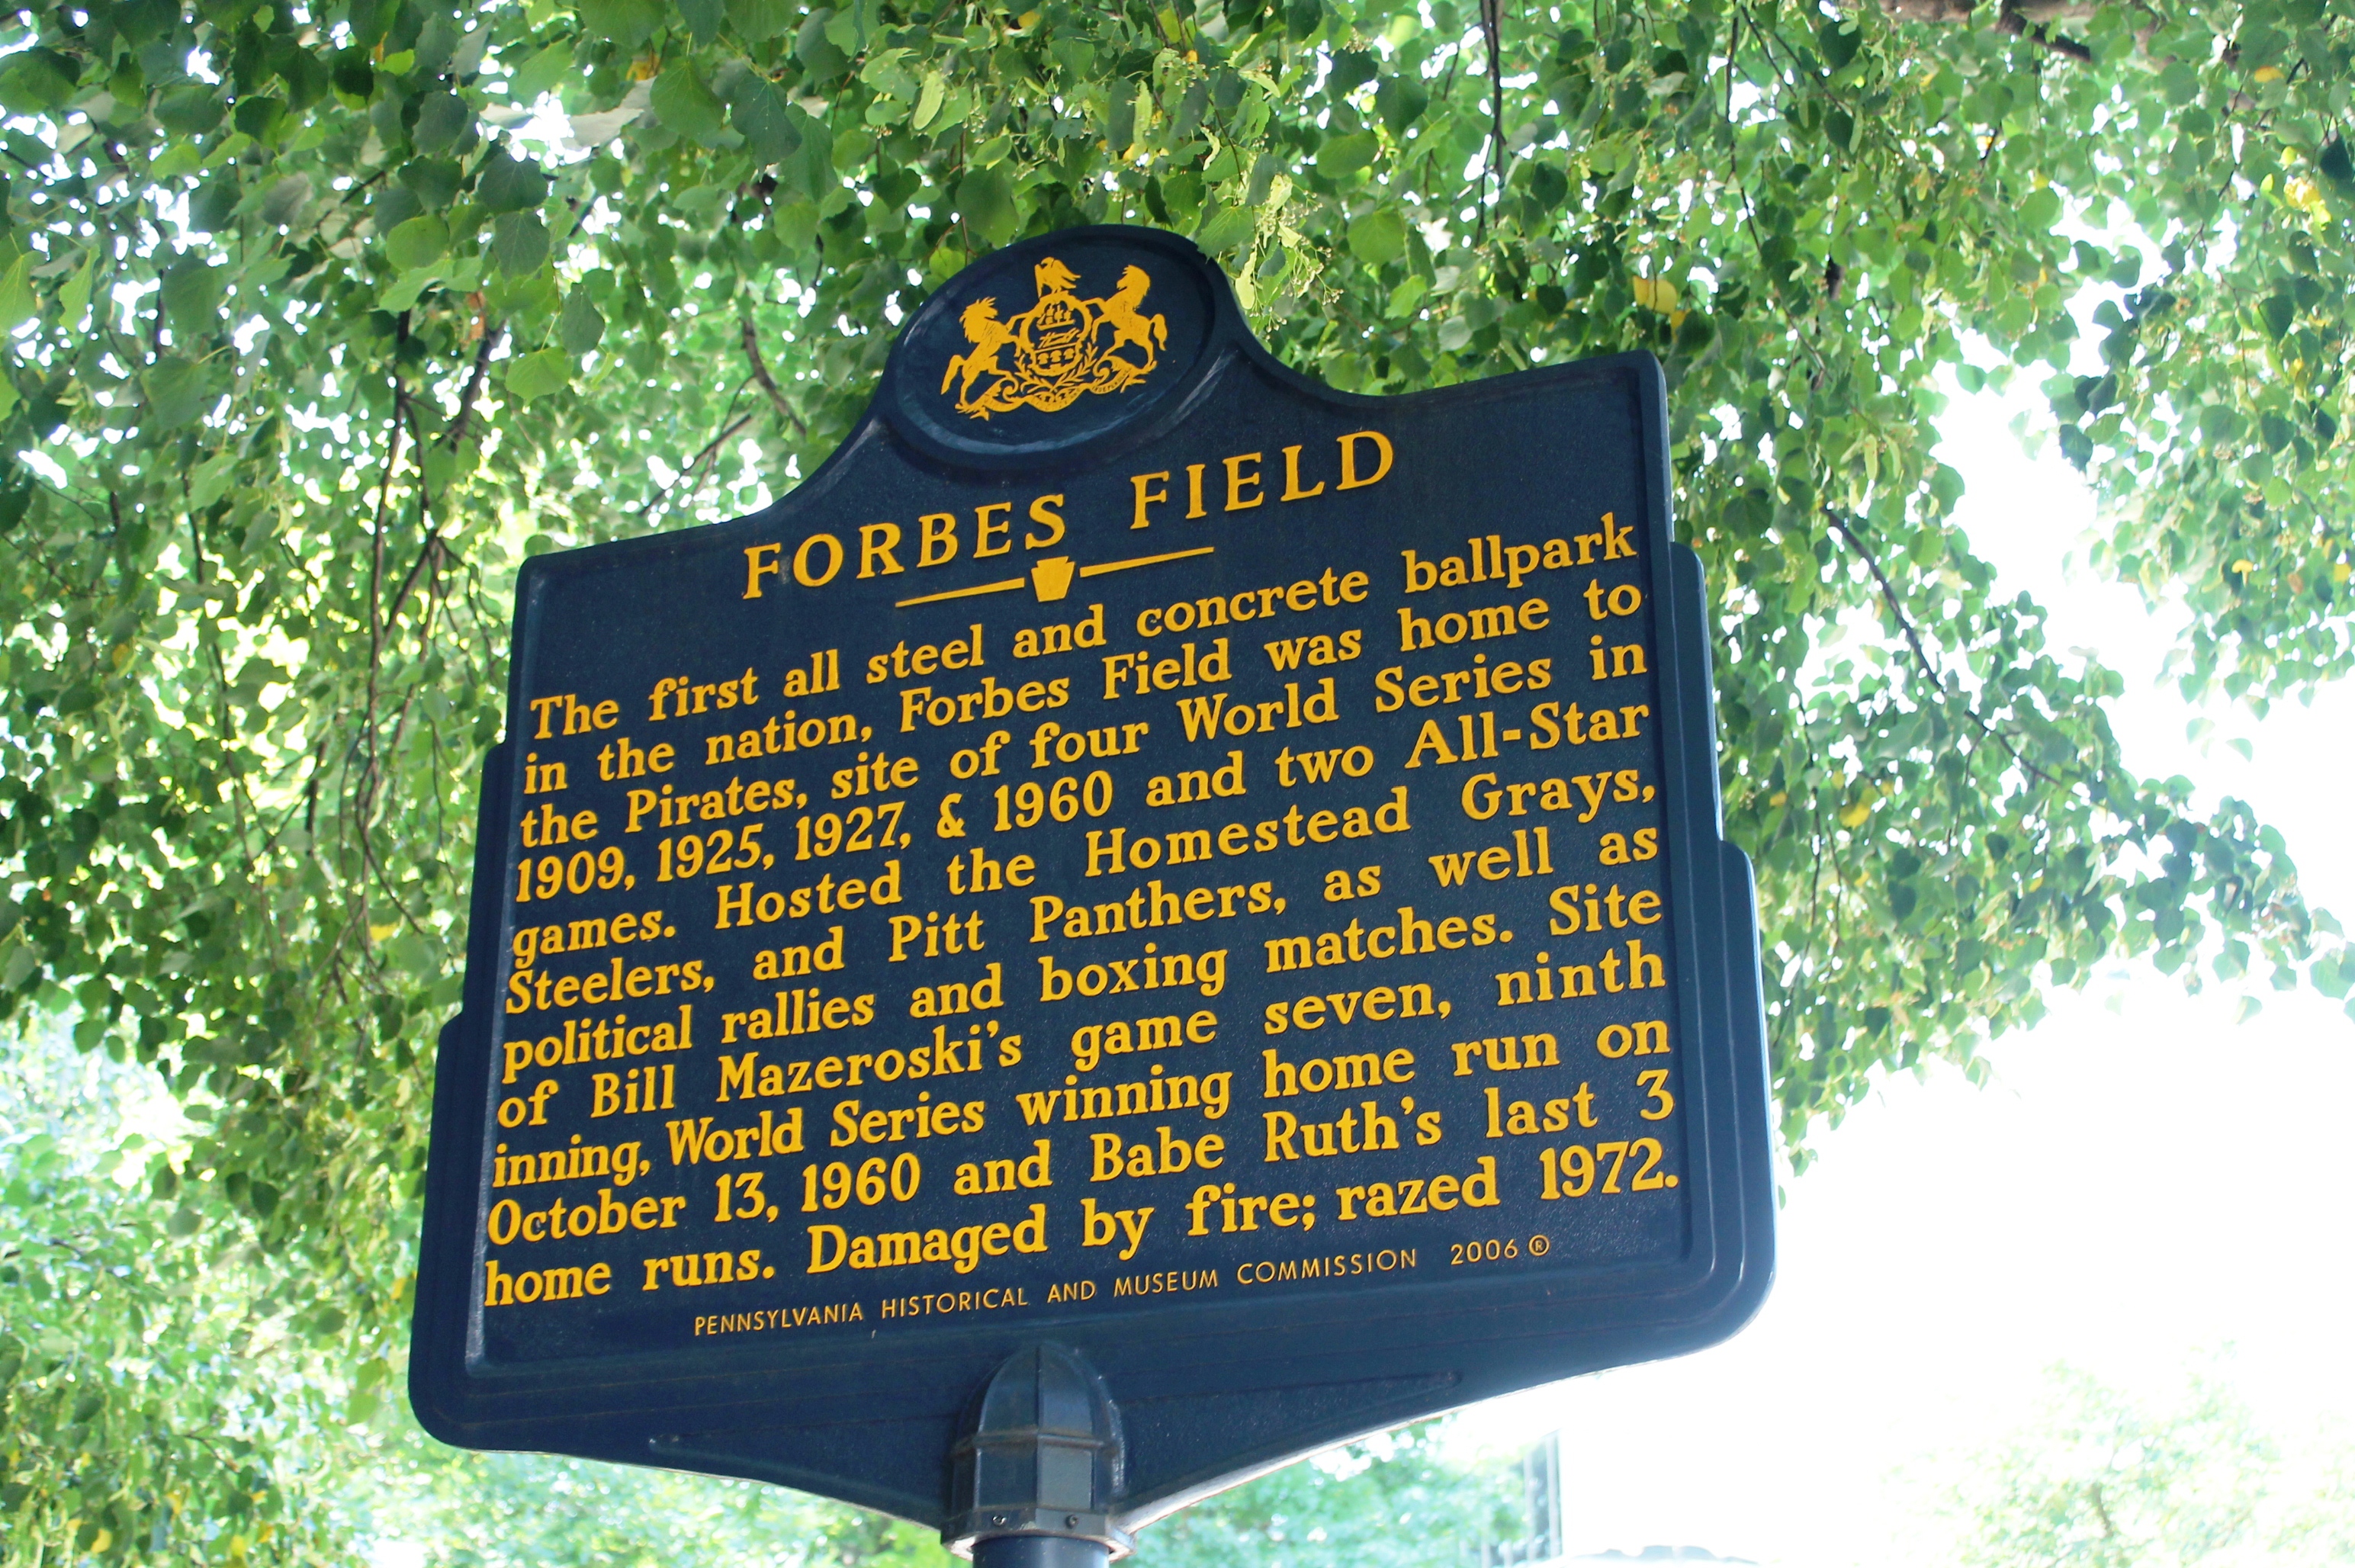 FORBES FIELD
The first all steel and concrete ballpark
in the nation, Forbes Field was home to
the Pirates, site of four World Series in
1909, 1925, 1927, & 1960 and two All-Star
games. Hosted the Homestead Grays,
Steelers, and Pitt Panthers, as well as
political rallies and boxing matches. Site
of Bill Mazeroski's game seven, ninth
inning, World Series winning home run on
October 13, 1960 and Babe Ruth's last 3
home runs. Damaged by fire; razed 1972.
PENNSYLVANIA HISTORICAL AND MUSEUM COMMISSION 2006 ®